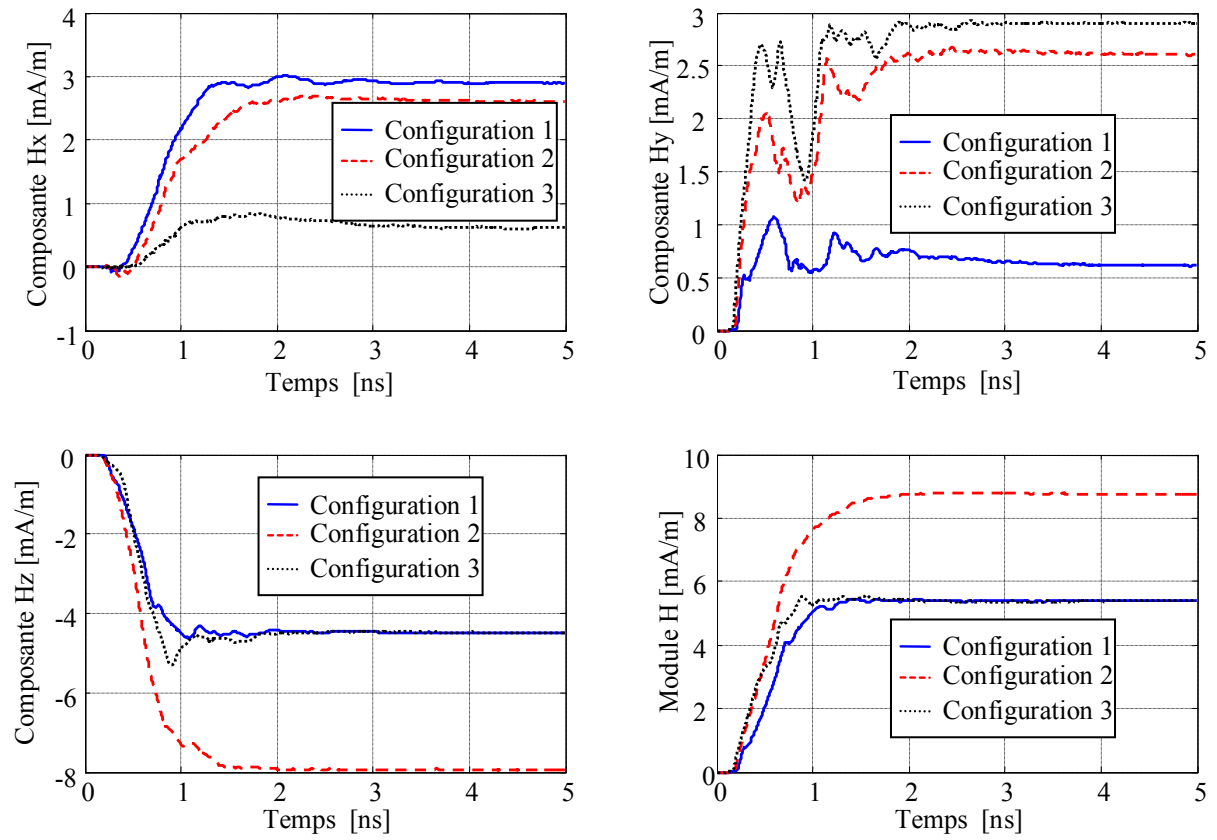 4
3
2
1
0
-1
Composante Hx [mA/m]
Configuration 1
Configuration 2
Configuration 3
0 1 2 3 4 5
Temps [ns]
3
2.5
2
1.5
1
0.5
0
Composante Hy [mA/m]
Configuration 1
Configuration 2
Configuration 3
0 1 2 3 4 5
Temps [ns]
0
-2
-4
-6
-8
Composante Hz [mA/m]
Configuration 1
Configuration 2
Configuration 3
0 1 2 3 4 5
Temps [ns]
10
8
6
4
2
0
Module H [mA/m]
Configuration 1
Configuration 2
Configuration 3
0 1 2 3 4 5
Temps [ns]